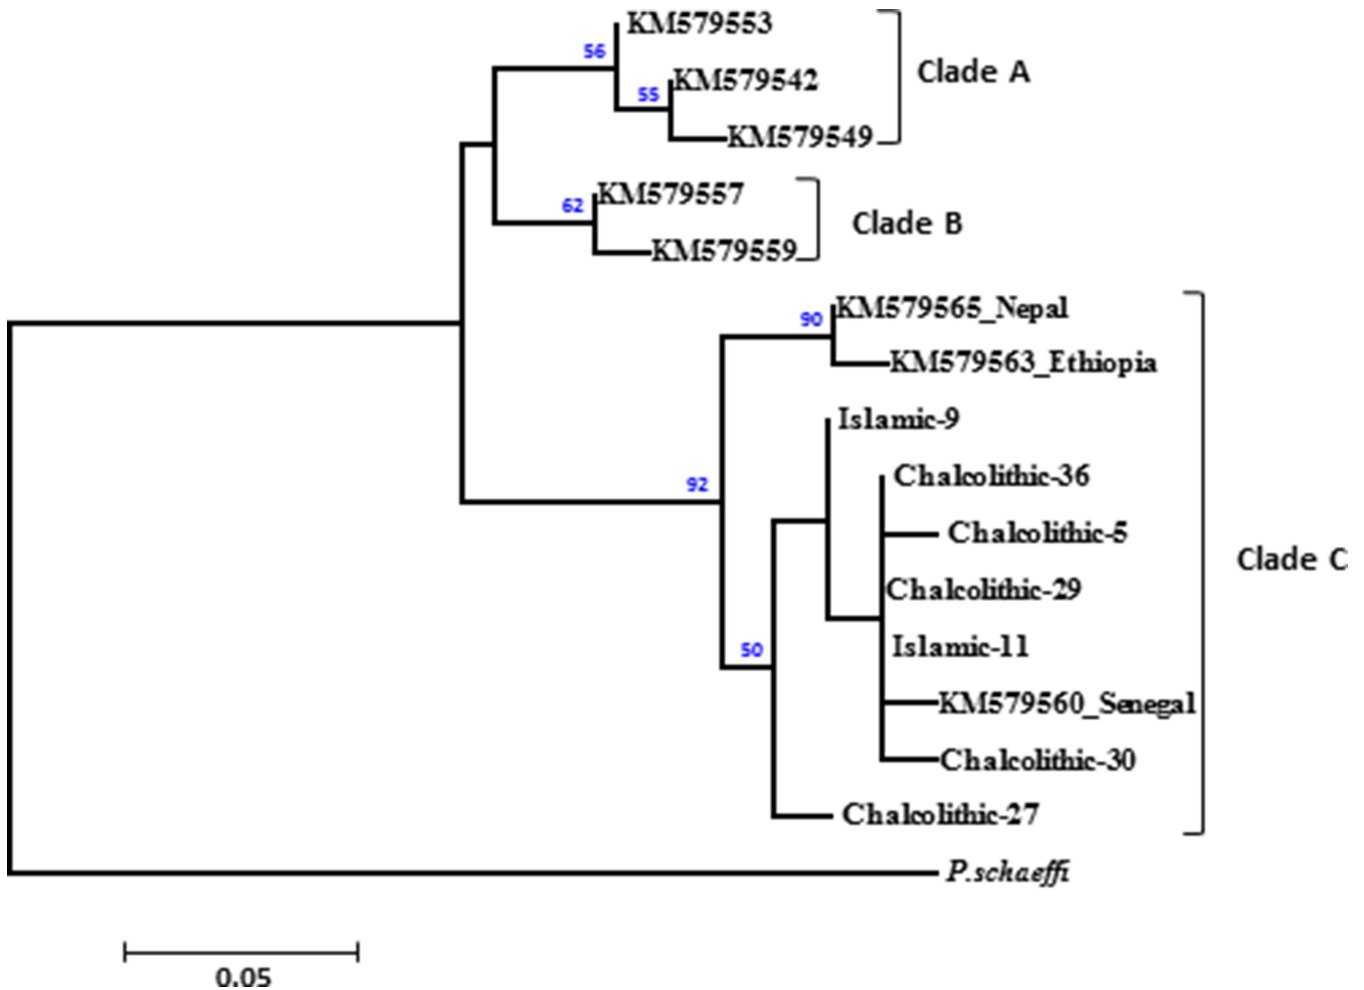 KM579553
56
Clade A
KM579542
55
KM579549
KM579557
62
Clade B
KM579559
KM579565_Nepal
90
KM579563_Ethiopia
Islamic-9
Chalcolithic-36
92
Chalcolithic-5
Clade C
Chalcolithic-29
Islamic-11
50
KM579560_Senegal
Chalcolithic-30
Chalcolithic-27
P.schaeffi
0.05